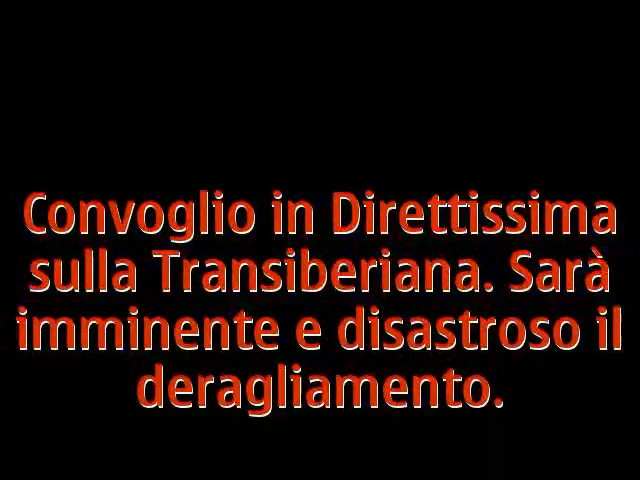 Convoglio in Direttissima
sulla Transiberiana. Sarà
imminente e disastroso il
deragliamento.